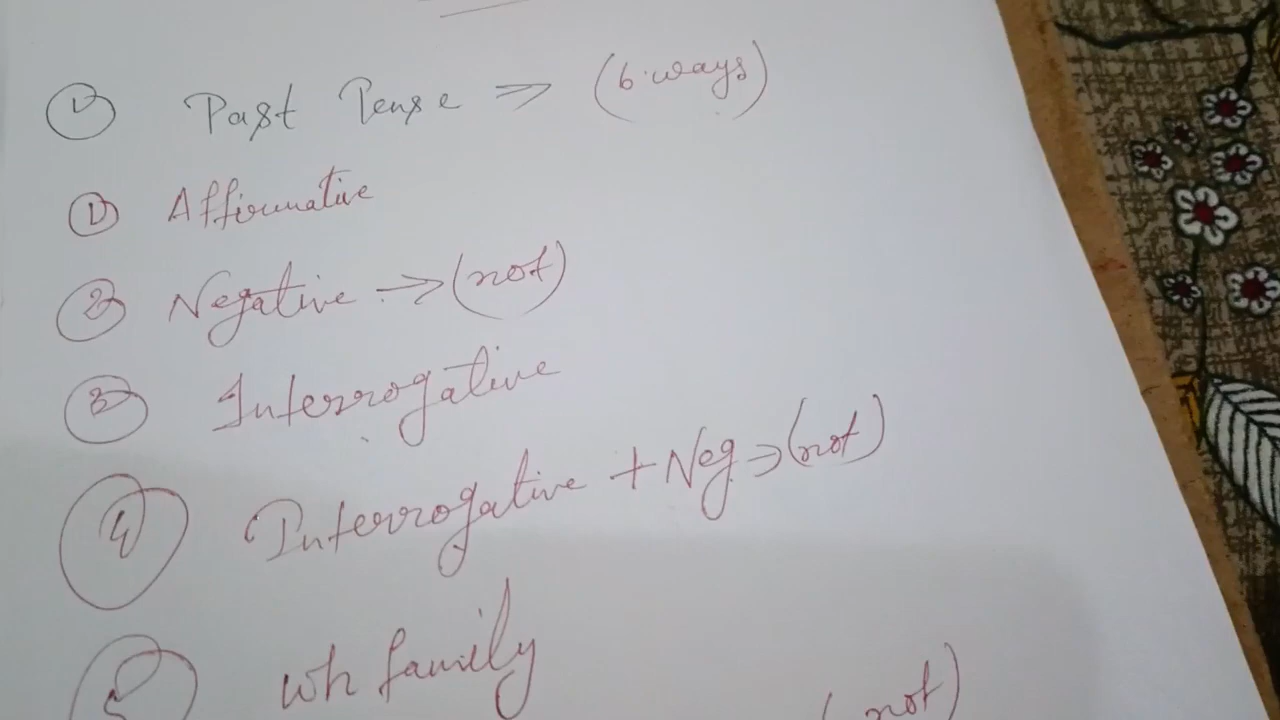 ① Past Tense ⇒ (6 ways)
① Affirmative
② Negative → (not)
③ Interrogative
④ Interrogative + Neg ⇒ (not)
⑤ Wh family
(not)